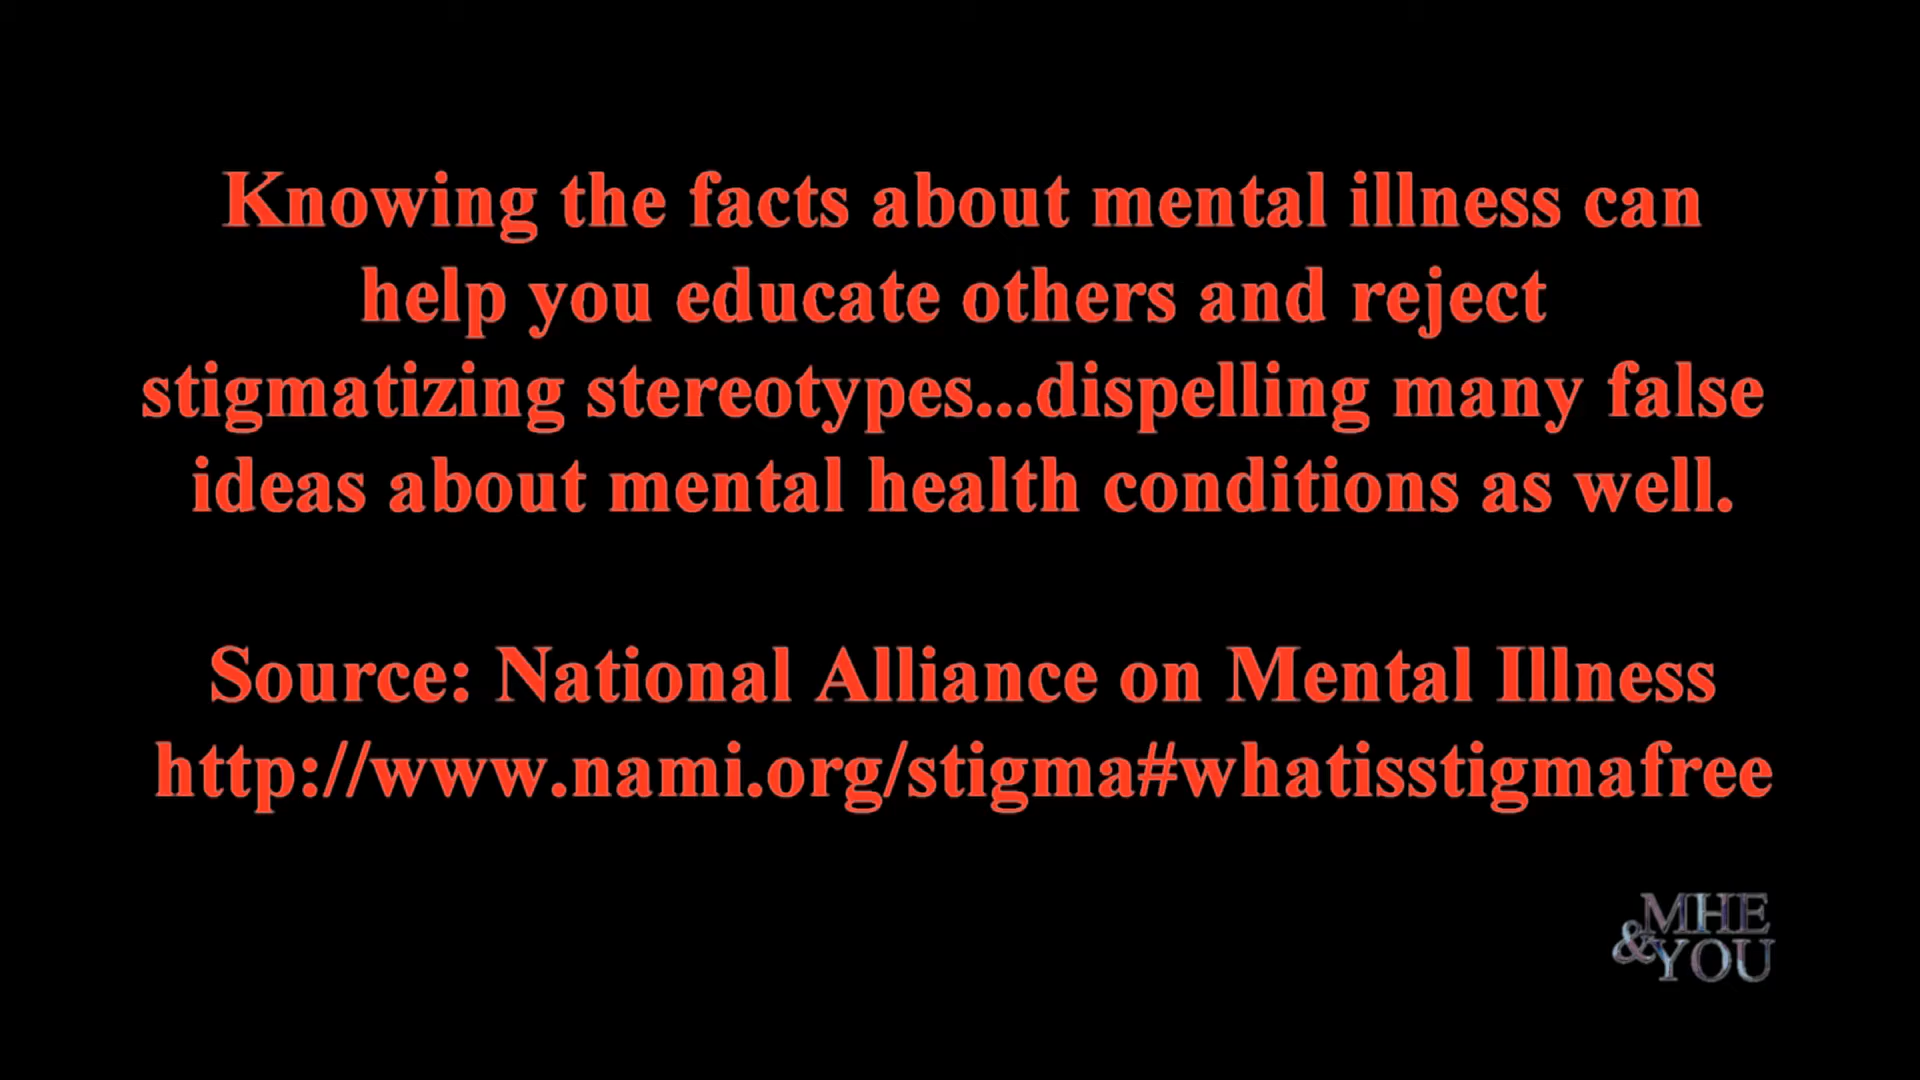 Knowing the facts about mental illness can
help you educate others and reject
stigmatizing stereotypes...dispelling many false
ideas about mental health conditions as well.
Source: National Alliance on Mental Illness
http://www.nami.org/stigma#whatisstigmafree
MHE
&YOU